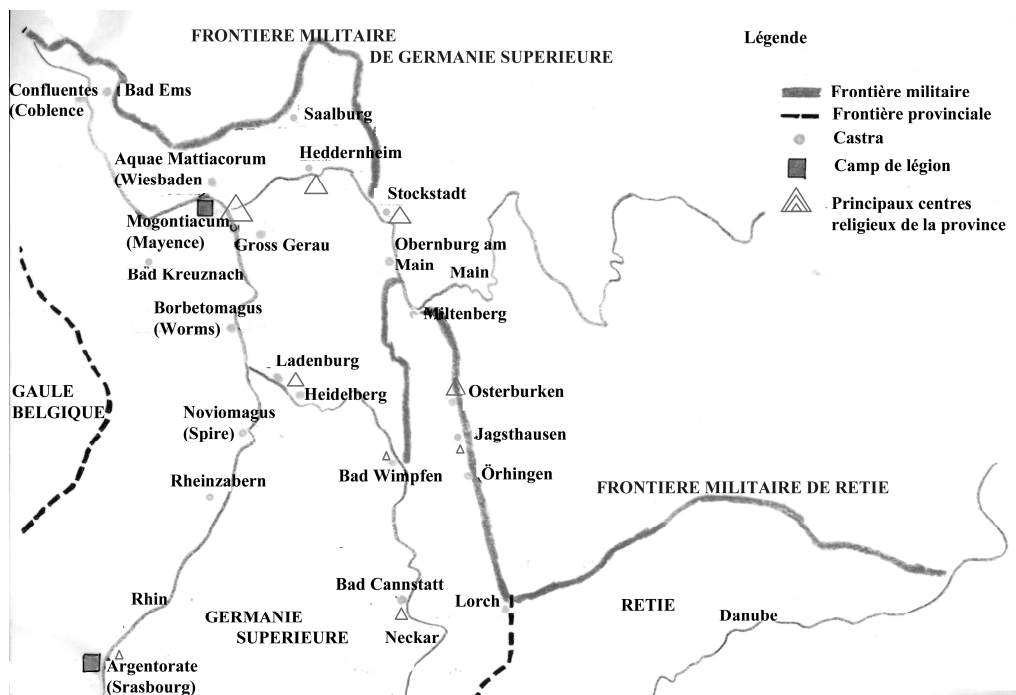 FRONTIERE MILITAIRE
DE GERMANIE SUPERIEURE
Légende
Frontière militaire
Frontière provinciale
Castra
Camp de légion
Principaux centres
religieux de la province
Confluentes
(Coblence
Bad Ems
Saalburg
Aquae Mattiacorum
(Wiesbaden
Heddernheim
Stockstadt
Mogontiacum
(Mayence)
Gross Gerau
Obernburg am
Main
Main
Bad Kreuznach
Borbetomagus
(Worms)
Miltenberg
Ladenburg
Heidelberg
GAULE
BELGIQUE
Osterburken
Noviomagus
(Spire)
Jagsthausen
Bad Wimpfen
Örhingen
Rheinzabern
FRONTIERE MILITAIRE DE RETIE
Bad Cannstatt
Lorch
Rhin
RETIE
GERMANIE
SUPERIEURE
Neckar
Danube
Argentorate
(Strasbourg)